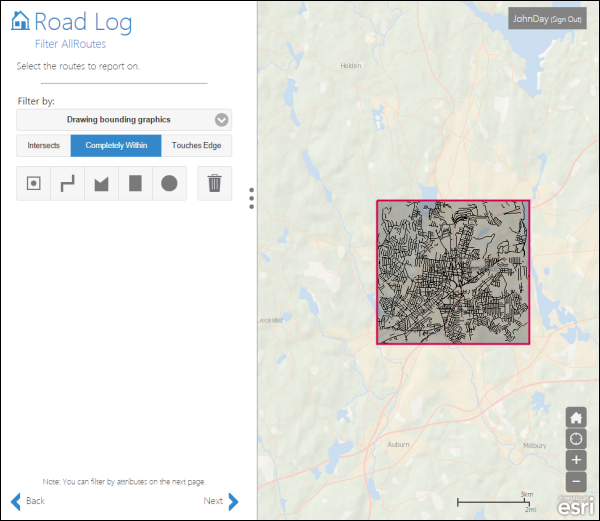 Road Log
Filter AllRoutes
Select the routes to report on.
Filter by:
Drawing bounding graphics
Intersects
Completely Within
Touches Edge
Note: You can filter by attributes on the next page.
Back
Next
JohnDay (Sign Out)
Holden
Leicester
Auburn
Millbury
+
−
3km
2mi
esri